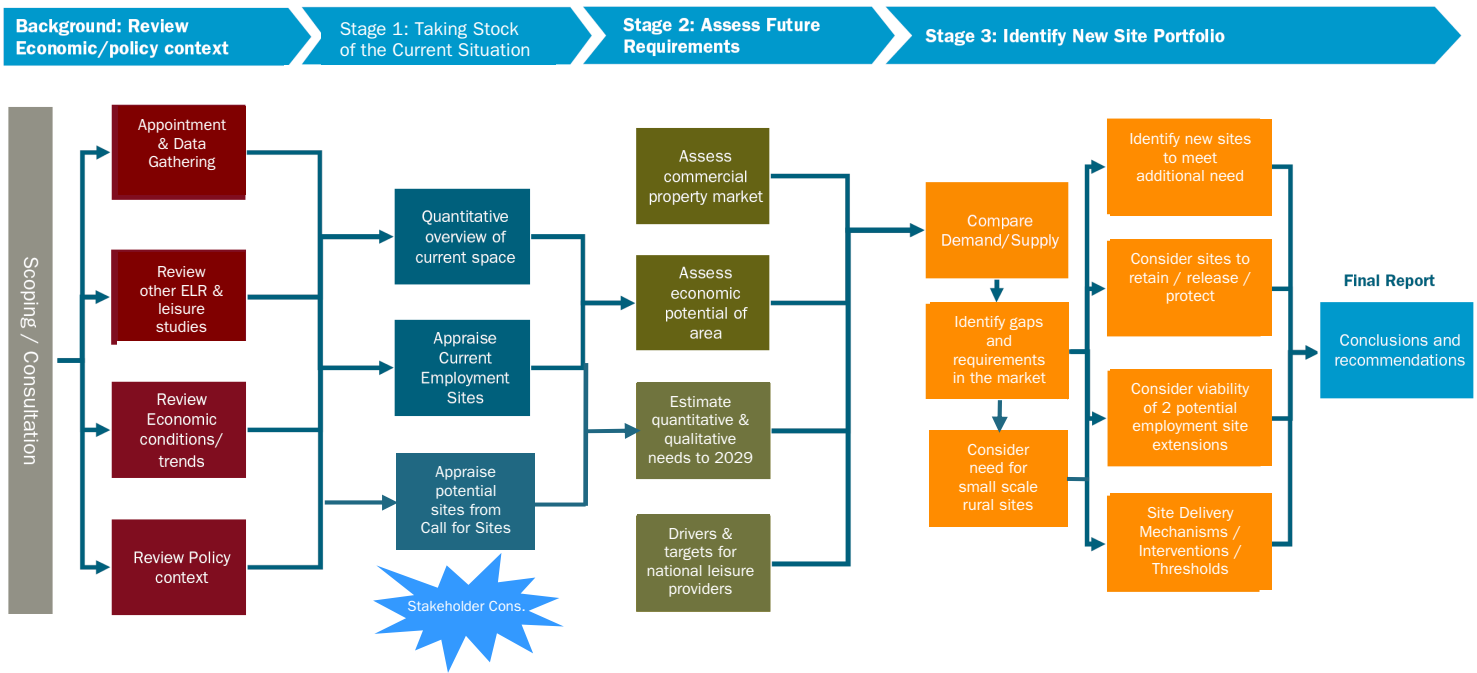 Background: Review
Economic/policy context
Stage 1: Taking Stock
of the Current Situation
Stage 2: Assess Future
Requirements
Stage 3: Identify New Site Portfolio
Scoping / Consultation
Appointment
& Data
Gathering
Review
other ELR &
leisure
studies
Review
Economic
conditions/
trends
Review Policy
context
Quantitative
overview of
current space
Appraise
Current
Employment
Sites
Appraise
potential
sites from
Call for Sites
Stakeholder Cons.
Assess
commercial
property market
Assess
economic
potential of
area
Estimate
quantitative &
qualitative
needs to 2029
Drivers &
targets for
national leisure
providers
Compare
Demand/Supply
Identify gaps
and
requirements
in the market
Consider
need for
small scale
rural sites
Identify new sites
to meet
additional need
Consider sites to
retain / release /
protect
Consider viability
of 2 potential
employment site
extensions
Site Delivery
Mechanisms /
Interventions /
Thresholds
Final Report
Conclusions and
recommendations